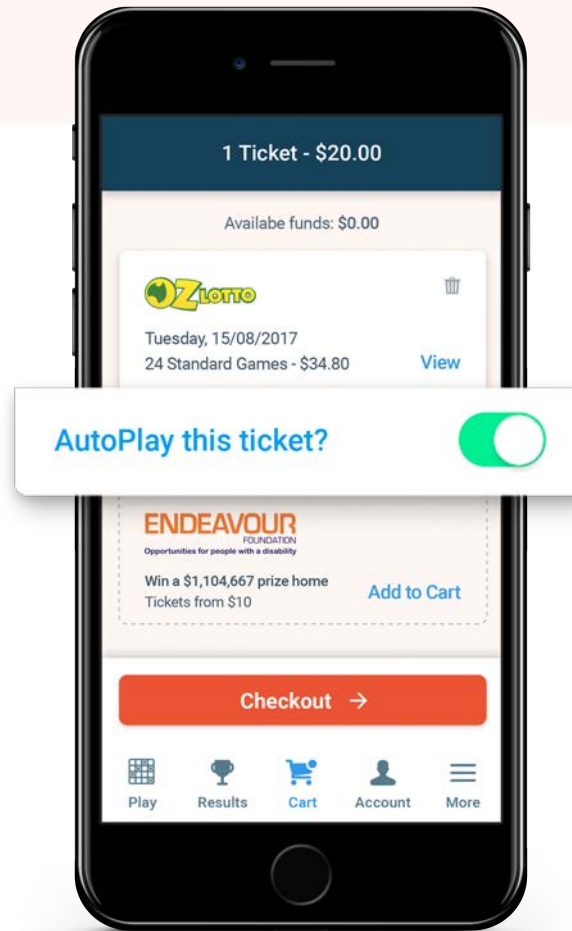 1 Ticket - $20.00
Availabe funds: $0.00
OZ LOTTO
Tuesday, 15/08/2017
24 Standard Games - $34.80
View
AutoPlay this ticket?
ENDEAVOUR
FOUNDATION
Opportunities for people with a disability
Win a $1,104,667 prize home
Tickets from $10
Add to Cart
Checkout →
Play Results Cart Account More